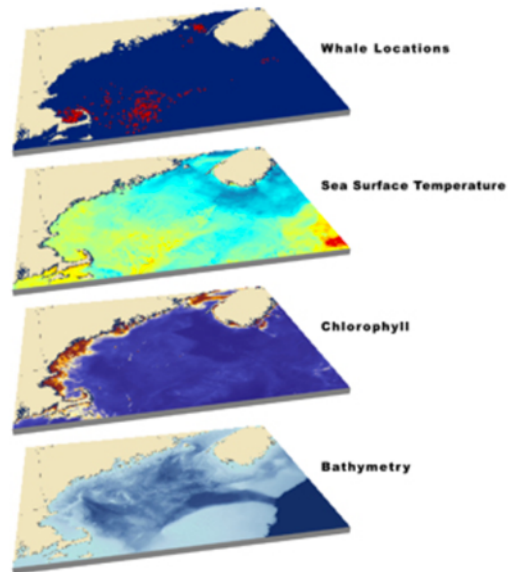 Whale Locations
Sea Surface Temperature
Chlorophyll
Bathymetry